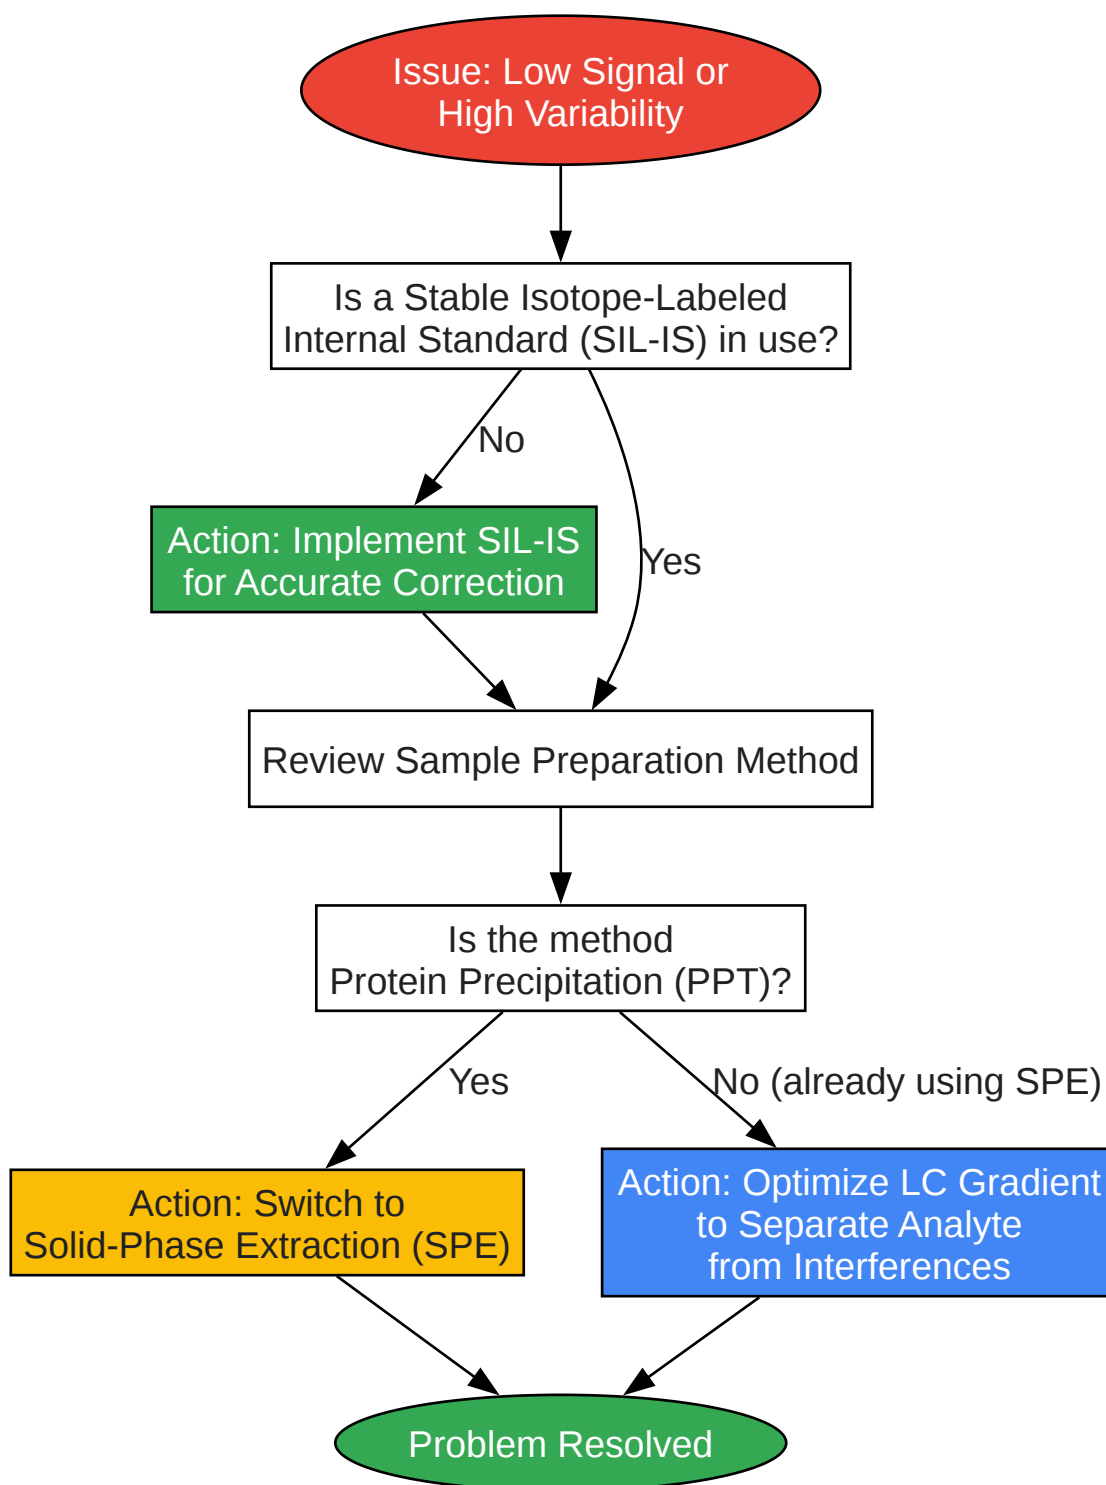 Issue: Low Signal or
High Variability
Is a Stable Isotope-Labeled
Internal Standard (SIL-IS) in use?
No
Action: Implement SIL-IS
for Accurate Correction
Yes
Review Sample Preparation Method
Is the method
Protein Precipitation (PPT)?
Yes
No (already using SPE)
Action: Switch to
Solid-Phase Extraction (SPE)
Action: Optimize LC Gradient
to Separate Analyte
from Interferences
Problem Resolved